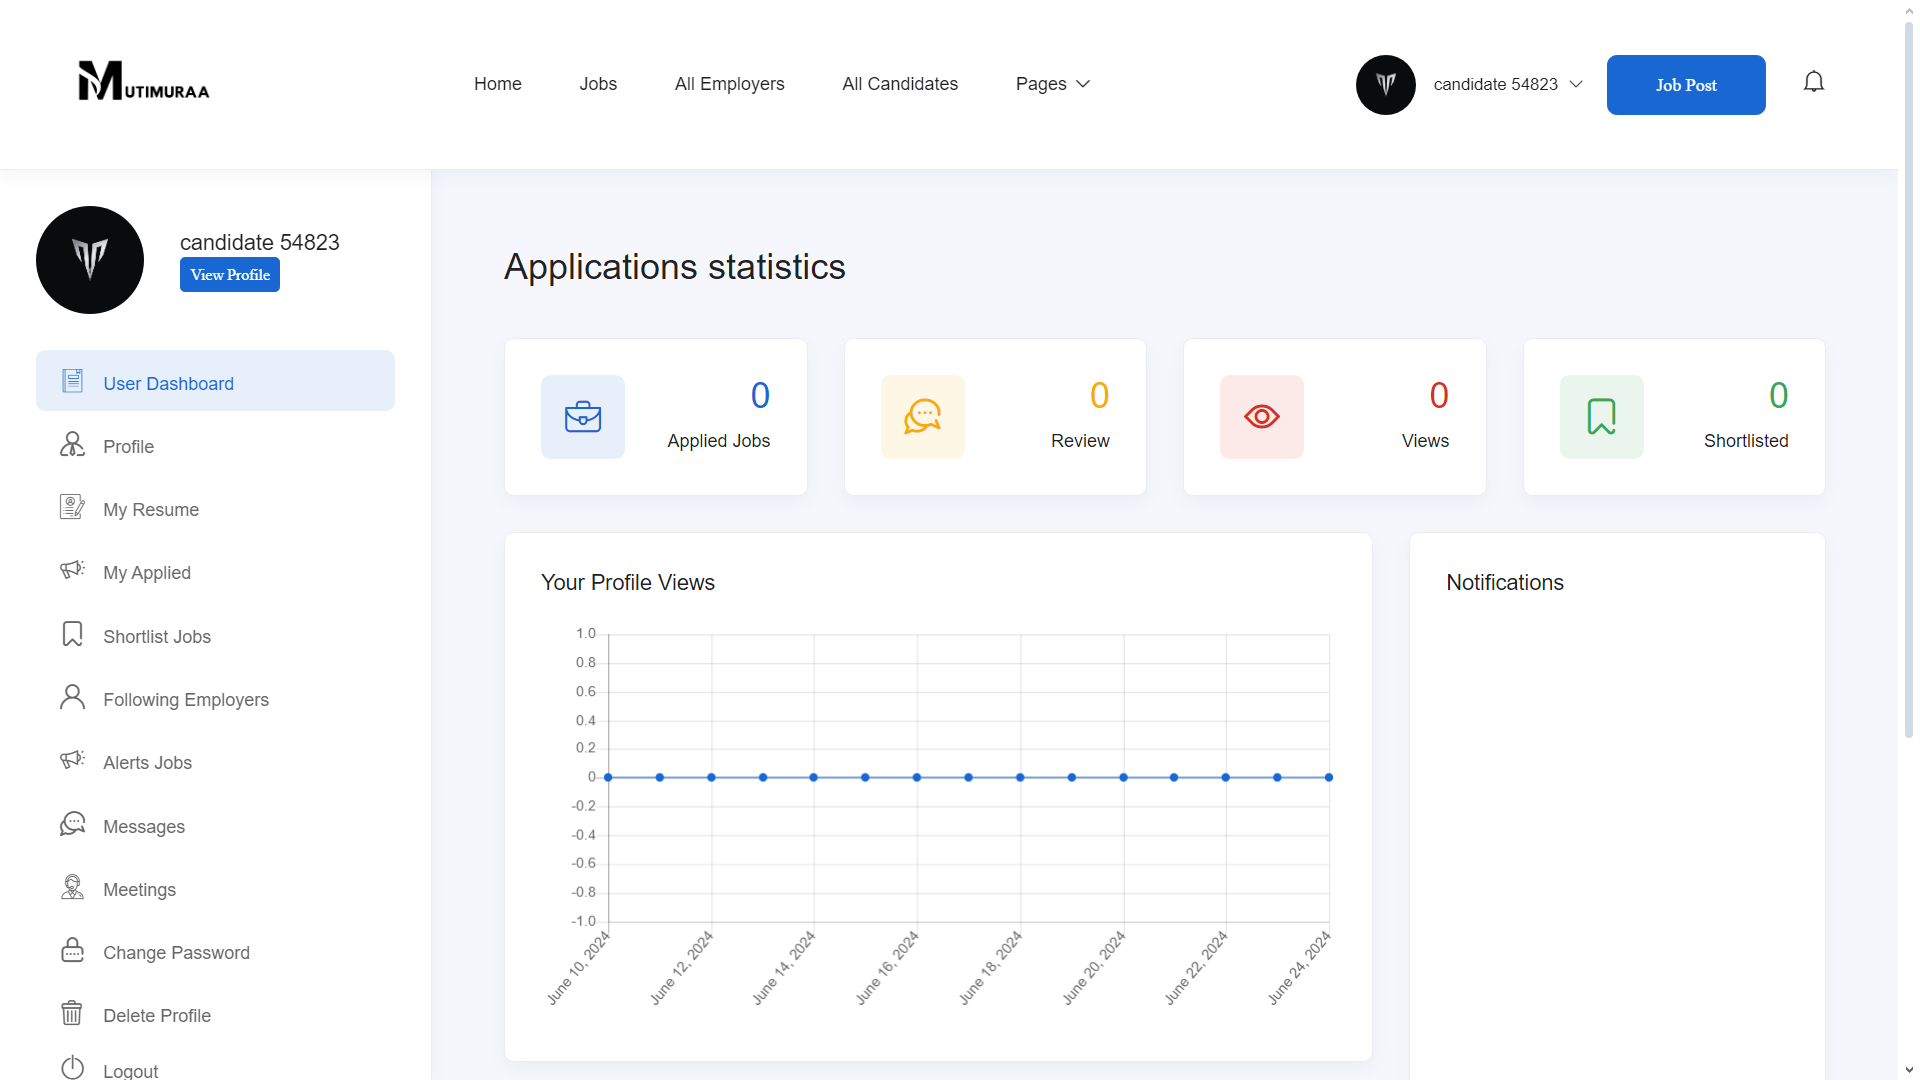 MUTIMURAA
Home
Jobs
All Employers
All Candidates
Pages
candidate 54823
Job Post
candidate 54823
View Profile
User Dashboard
Profile
My Resume
My Applied
Shortlist Jobs
Following Employers
Alerts Jobs
Messages
Meetings
Change Password
Delete Profile
Logout
Applications statistics
0
Applied Jobs
0
Review
0
Views
0
Shortlisted
Your Profile Views
1.0
0.8
0.6
0.4
0.2
0
-0.2
-0.4
-0.6
-0.8
-1.0
June 10, 2024
June 12, 2024
June 14, 2024
June 16, 2024
June 18, 2024
June 20, 2024
June 22, 2024
June 24, 2024
Notifications